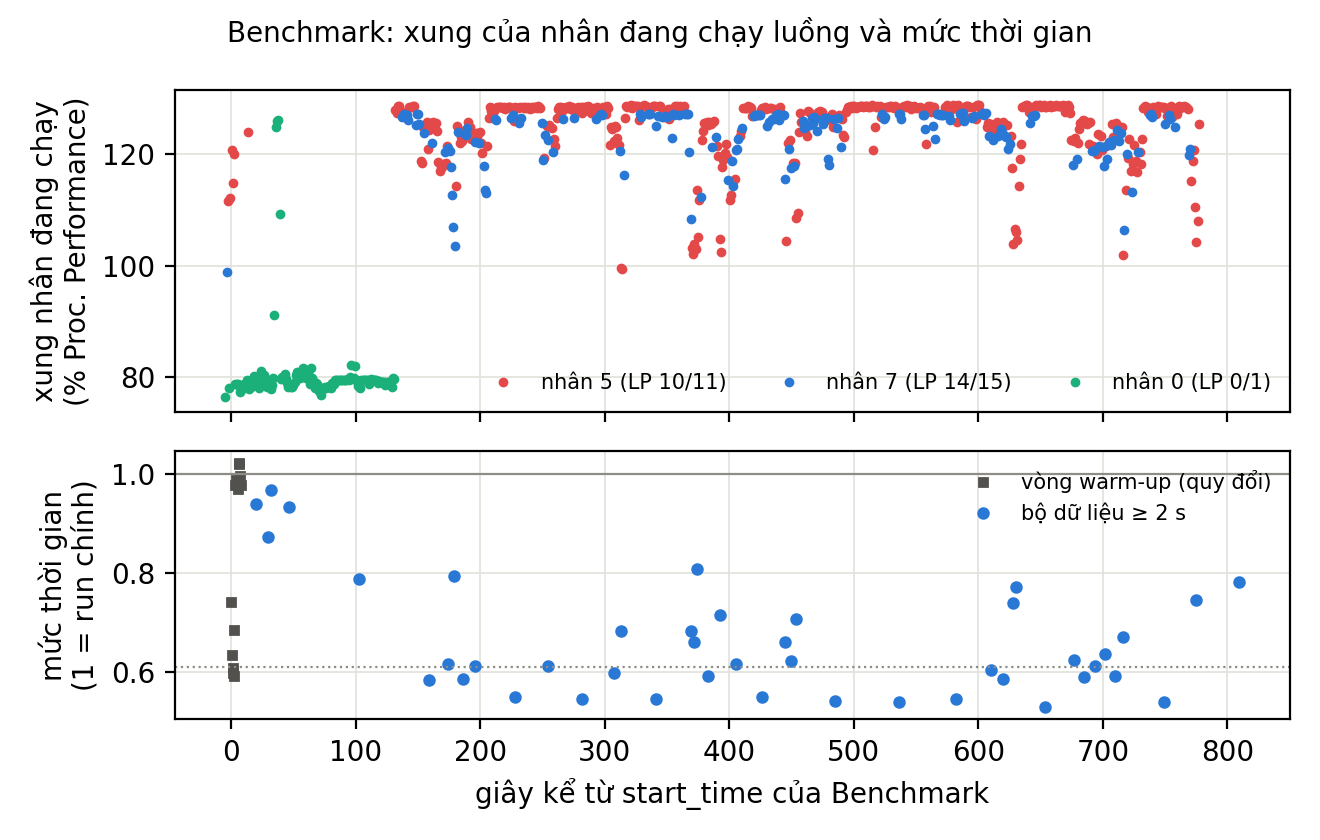 Benchmark: xung của nhân đang chạy luồng và mức thời gian
xung nhân đang chạy
(% Proc. Performance)
120
100
80
nhân 5 (LP 10/11)
nhân 7 (LP 14/15)
nhân 0 (LP 0/1)
mức thời gian
(1 = run chính)
1.0
0.8
0.6
vòng warm-up (quy đổi)
bộ dữ liệu ≥ 2 s
0 100 200 300 400 500 600 700 800
giây kể từ start_time của Benchmark